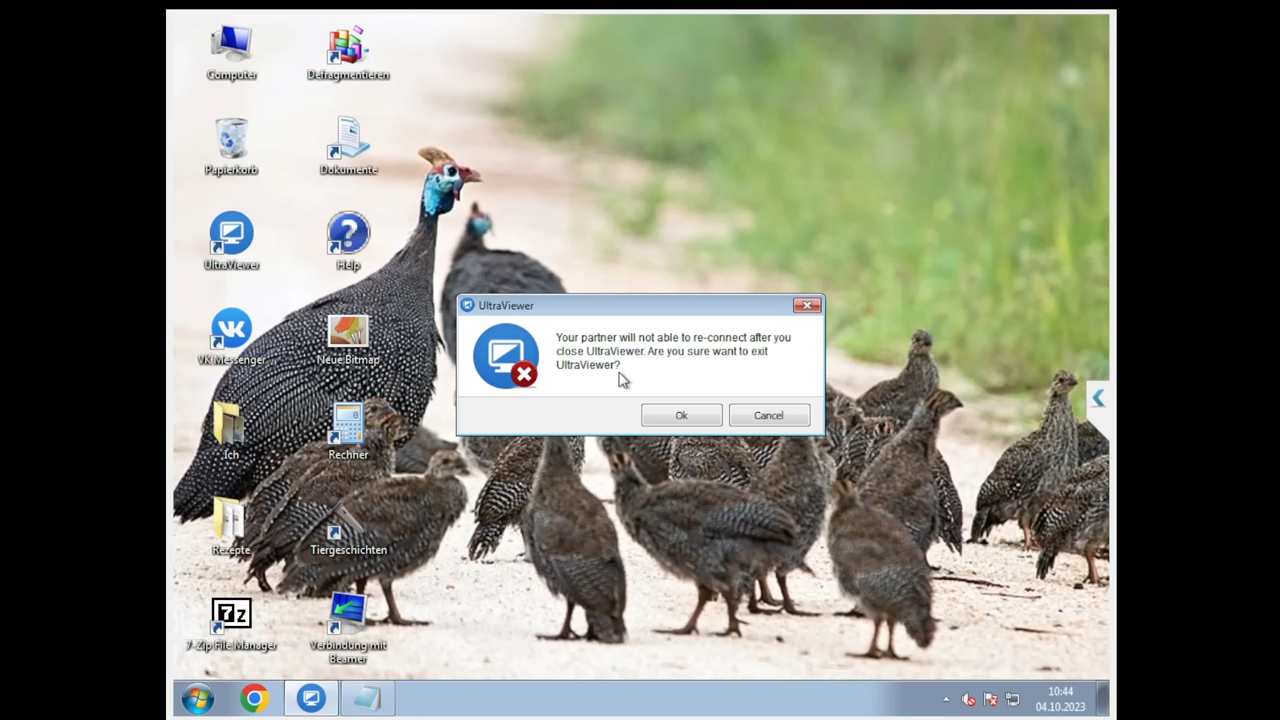 Computer
Defragmentieren
Papierkorb
Dokumente
UltraViewer
Help
VK Messenger
Neue Bitmap
Ich
Rechner
Rezepte
Tiergeschichten
7-Zip File Manager
Verbindung mit
Beamer
UltraViewer
Your partner will not able to re-connect after you
close UltraViewer. Are you sure want to exit
UltraViewer?
Ok
Cancel
10:44
04.10.2023